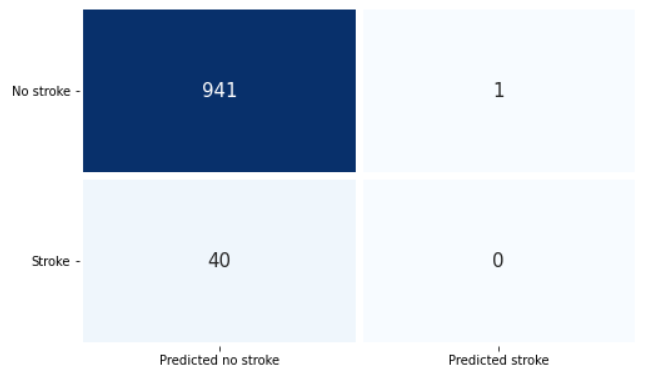 No stroke
941
1
Stroke
40
0
Predicted no stroke
Predicted stroke